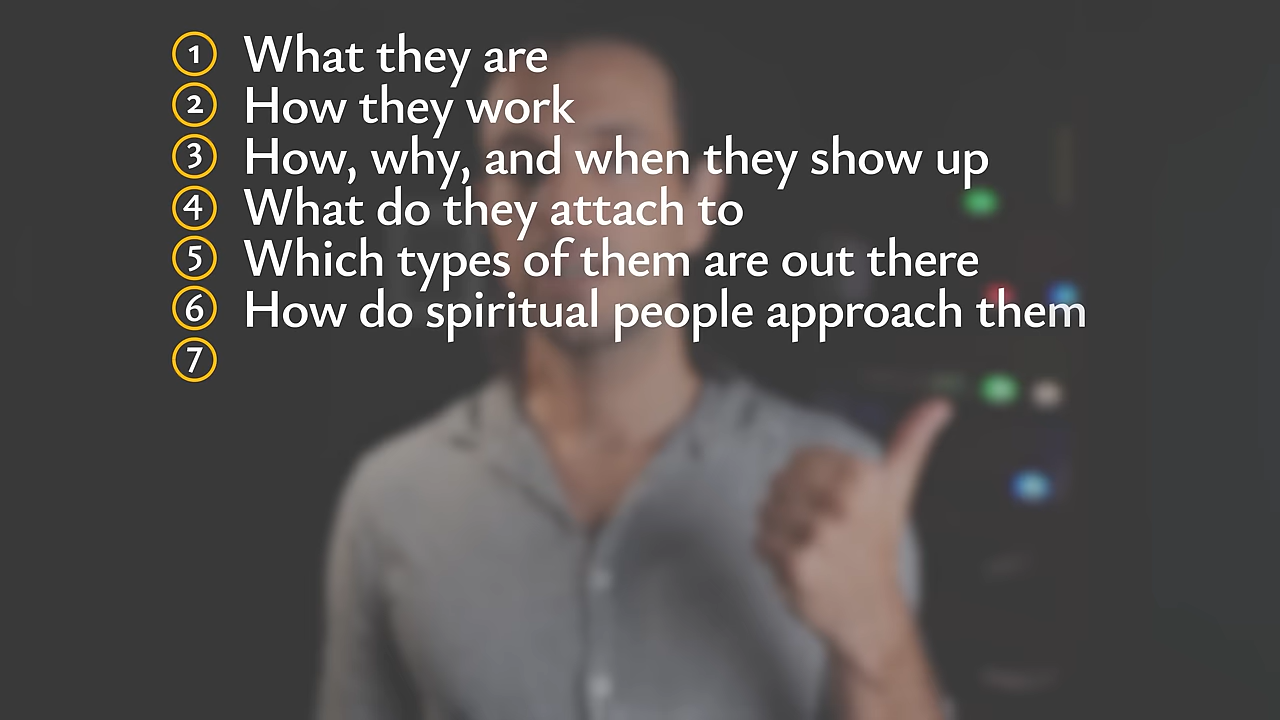 1 What they are
2 How they work
3 How, why, and when they show up
4 What do they attach to
5 Which types of them are out there
6 How do spiritual people approach them
7